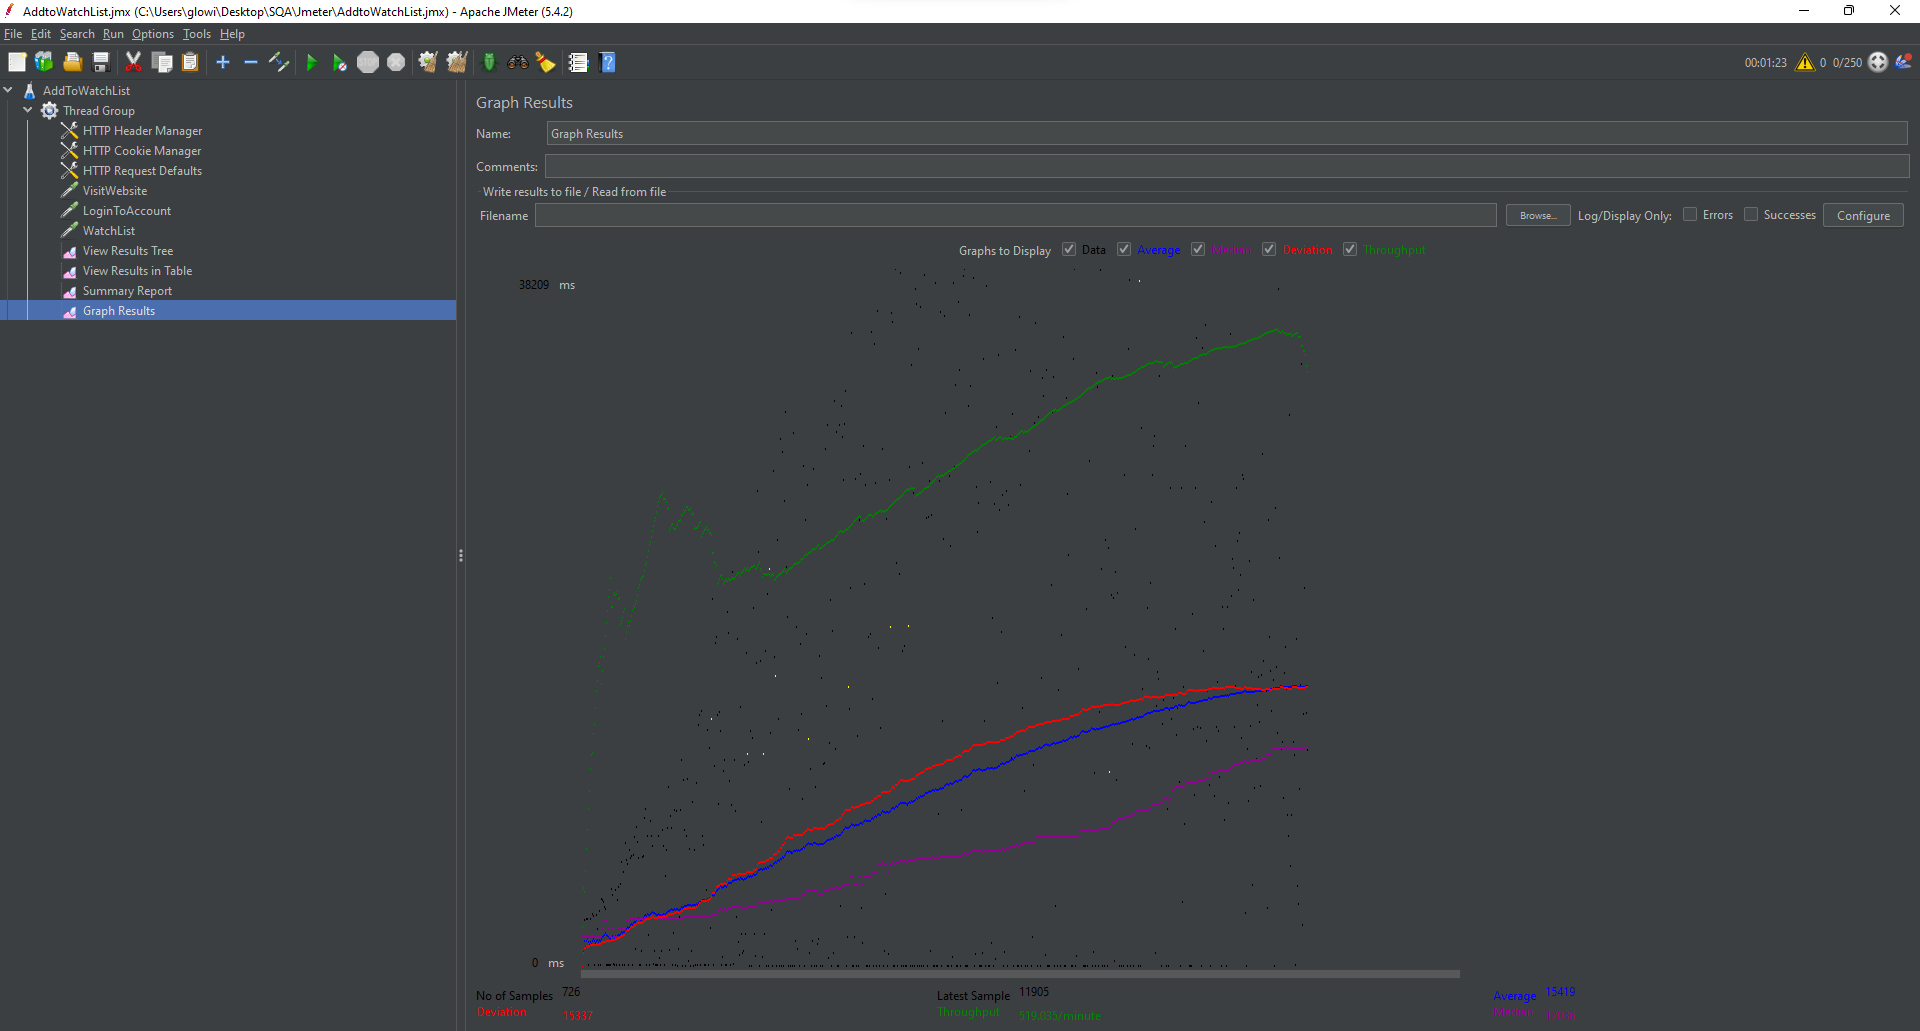 AddtoWatchList.jmx (C:\Users\glowi\Desktop\SQA\Jmeter\AddtoWatchList.jmx) - Apache JMeter (5.4.2)
File Edit Search Run Options Tools Help
00:01:23 0 0/250
AddToWatchList
Thread Group
HTTP Header Manager
HTTP Cookie Manager
HTTP Request Defaults
VisitWebsite
LoginToAccount
WatchList
View Results Tree
View Results in Table
Summary Report
Graph Results
Graph Results
Name: Graph Results
Comments:
Write results to file / Read from file
Filename Browse... Log/Display Only: Errors Successes Configure
Graphs to Display Data Average Median Deviation Throughput
38209 ms
0 ms
No of Samples 726 Latest Sample 11905 Average 15419
Deviation 15337 Throughput 519.035/minute Median